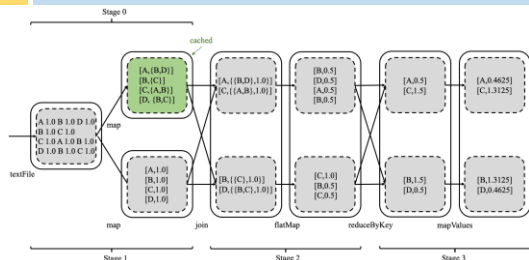 Stage 0
cached
[A,{B,D}]
[B,{C}]
[C,{A,B}]
[D, {B,C}]
[A,{{B,D},1.0}]
[C,{{A,B},1.0}]
[B,0.5]
[D,0.5]
[A,0.5]
[B,0.5]
[A,0.5]
[C,1.5]
[A,0.4625]
[C,1.3125]
A 1.0 B 1.0 D 1.0
B 1.0 C 1.0
C 1.0 A 1.0 B 1.0
D 1.0 B 1.0 C 1.0
map
textFile
[A,1.0]
[B,1.0]
[C,1.0]
[D,1.0]
[B,{{C},1.0}]
[D,{{B,C},1.0}]
[C,1.0]
[B,0.5]
[C,0.5]
[B,1.5]
[D,0.5]
[B,1.3125]
[D,0.4625]
map
join
flatMap
reduceByKey
mapValues
Stage 1
Stage 2
Stage 3